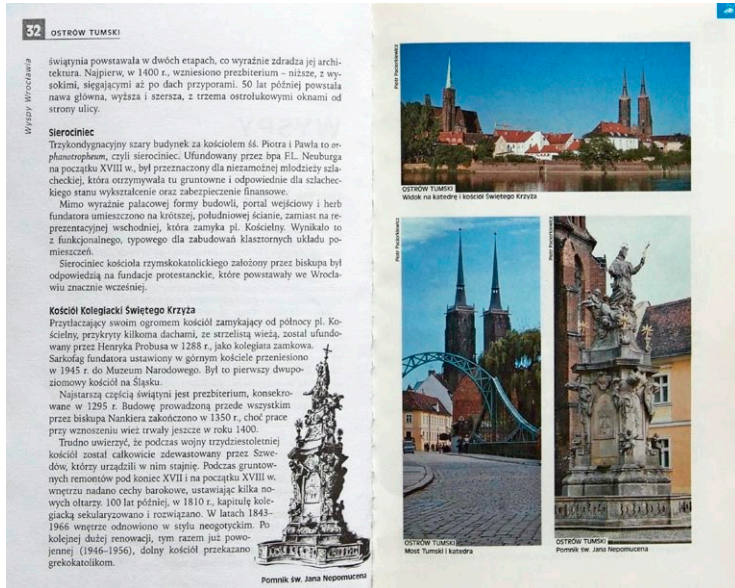 32 OSTRÓW TUMSKI
Wyspy Wrocławia
świątynia powstawała w dwóch etapach, co wyraźnie zdradza jej archi-
tektura. Najpierw, w 1400 r., wzniesiono prezbiterium – niższe, z wy-
sokimi, sięgającymi aż po dach przyporami. 50 lat później powstała
nawa główna, wyższa i szersza, z trzema ostrołukowymi oknami od
strony ulicy.
Sierociniec
Trzykondygnacyjny szary budynek za kościołem śś. Piotra i Pawła to or-
phanotropheum, czyli sierociniec. Ufundowany przez bpa F.L. Neuburga
na początku XVIII w., był przeznaczony dla niezamożnej młodzieży szla-
checkiej, która otrzymywała tu gruntowne i odpowiednie dla szlachec-
kiego stanu wykształcenie oraz zabezpieczenie finansowe.
Mimo wyraźnie pałacowej formy budowli, portal wejściowy i herb
fundatora umieszczono na krótszej, południowej ścianie, zamiast na re-
prezentacyjnej wschodniej, która zamyka pl. Kościelny. Wynikało to
z funkcjonalnego, typowego dla zabudowań klasztornych układu po-
mieszczeń.
Sierociniec kościoła rzymskokatolickiego założony przez biskupa był
odpowiedzią na fundacje protestanckie, które powstawały we Wrocła-
wiu znacznie wcześniej.
Kościół Kolegiacki Świętego Krzyża
Przytłaczający swoim ogromem kościół zamykający od północy pl. Ko-
ścielny, przykryty kilkoma dachami, ze strzelistą wieżą, został ufundo-
wany przez Henryka Probusa w 1288 r., jako kolegiata zamkowa.
Sarkofag fundatora ustawiony w górnym kościele przeniesiono
w 1945 r. do Muzeum Narodowego. Był to pierwszy dwupo-
ziomowy kościół na Śląsku.
Najstarszą częścią świątyni jest prezbiterium, konsekro-
wane w 1295 r. Budowę prowadzoną przede wszystkim
przez biskupa Nankiera zakończono w 1350 r., choć prace
przy wznoszeniu wież trwały jeszcze w roku 1400.
Trudno uwierzyć, że podczas wojny trzydziestoletniej
kościół został całkowicie zdewastowany przez Szwe-
dów, którzy urządzili w nim stajnię. Podczas gruntow-
nych remontów pod koniec XVII i na początku XVIII w.
wnętrzu nadano cechy barokowe, ustawiając kilka no-
wych ołtarzy. 100 lat później, w 1810 r., kapitułę kole-
giacką sekularyzowano i rozwiązano. W latach 1843–
1966 wnętrze odnowiono w stylu neogotyckim. Po
kolejnej dużej renowacji, tym razem już powo-
jennej (1946–1956), dolny kościół przekazano
grekokatolikom.
Pomnik św. Jana Nepomucena
Piotr Paciorkiewicz
OSTRÓW TUMSKI
Widok na katedrę i kościół Świętego Krzyża
Piotr Paciorkiewicz
OSTRÓW TUMSKI
Most Tumski i katedra
Piotr Paciorkiewicz
OSTRÓW TUMSKI
Pomnik św. Jana Nepomucena